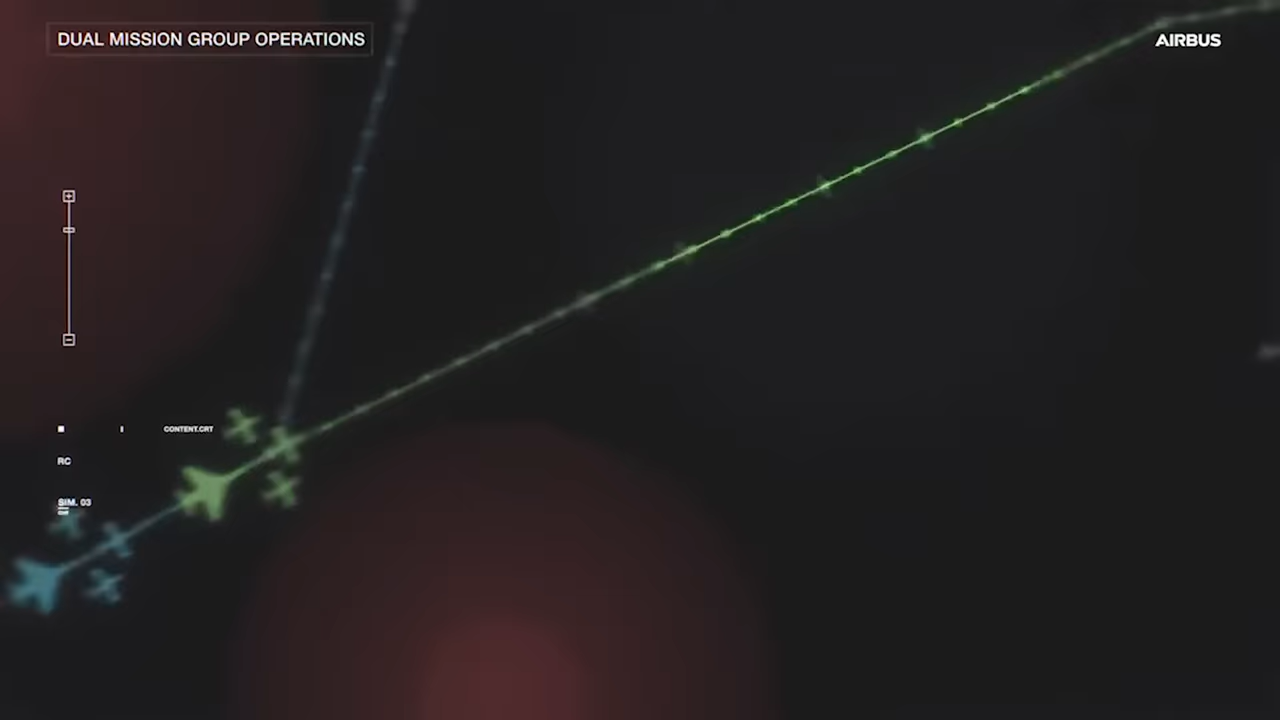 DUAL MISSION GROUP OPERATIONS
AIRBUS
CONTENT.CRT
RC
SIM. 03